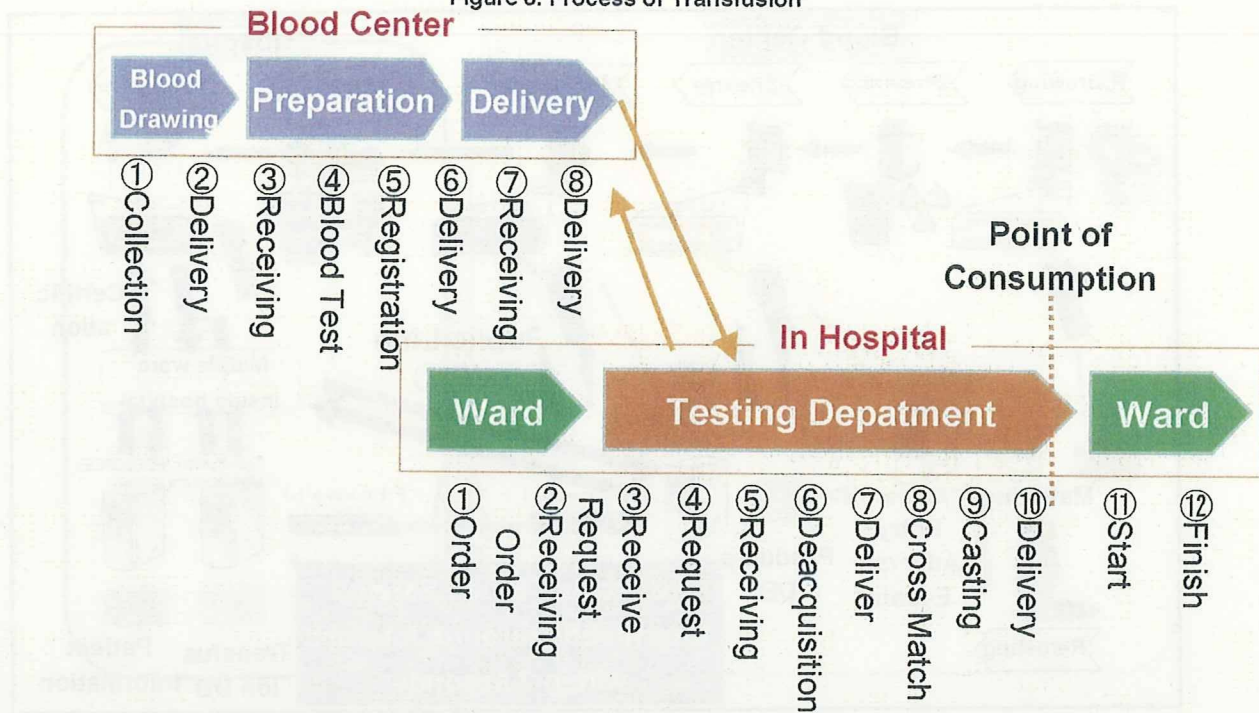 Process of Transfusion
Blood Center
Blood
Drawing
Preparation
Delivery
①Collection
②Delivery
③Receiving
④Blood Test
⑤Registration
⑥Delivery
⑦Receiving
⑧Delivery
Point of
Consumption
In Hospital
Ward
Testing Depatment
Ward
①Order
Order
②Receiving
Request
③Receive
④Request
⑤Receiving
⑥Deacquisition
⑦Deliver
⑧Cross Match
⑨Casting
⑩Delivery
⑪Start
⑫Finish